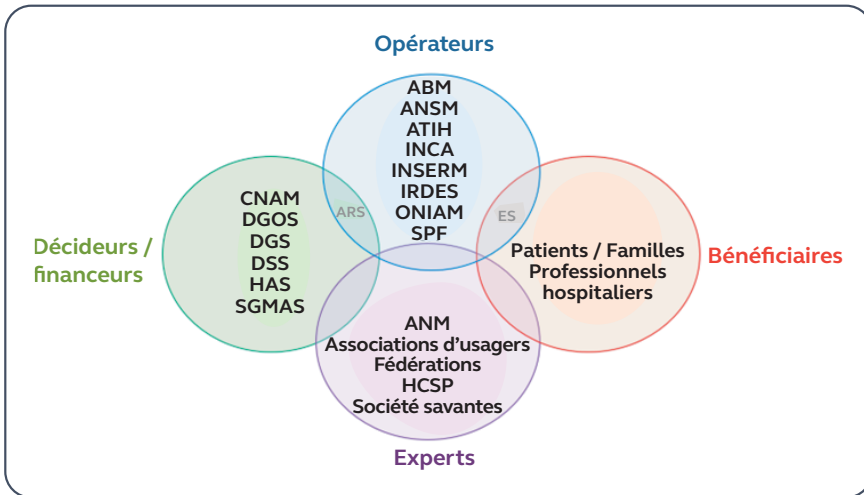 Opérateurs
ABM
ANSM
ATIH
INCA
INSERM
IRDES
ONIAM
SPF
ARS
ES
Décideurs /
financeurs
CNAM
DGOS
DGS
DSS
HAS
SGMAS
Patients / Familles
Professionnels
hospitaliers
Bénéficiaires
ANM
Associations d'usagers
Fédérations
HCSP
Société savantes
Experts